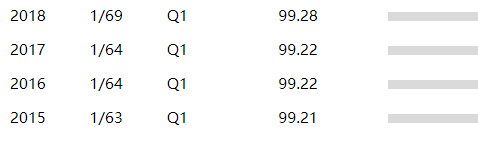 2018 1/69 Q1 99.28
2017 1/64 Q1 99.22
2016 1/64 Q1 99.22
2015 1/63 Q1 99.21